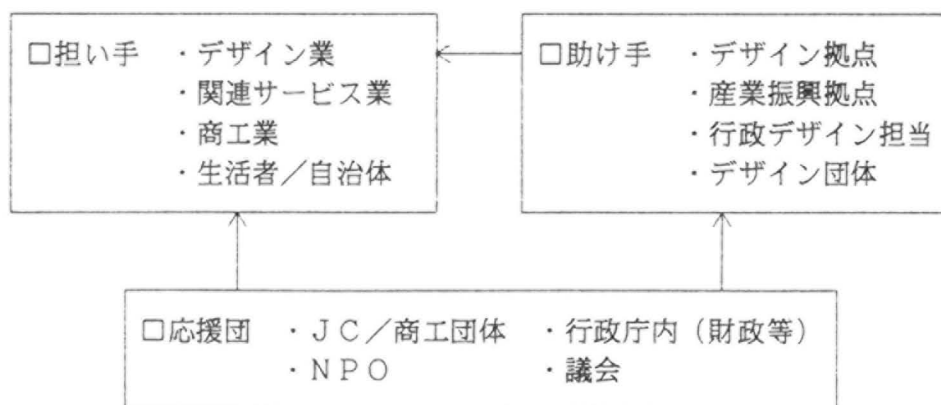 □担い手 ・デザイン業
・関連サービス業
・商工業
・生活者／自治体
□助け手 ・デザイン拠点
・産業振興拠点
・行政デザイン担当
・デザイン団体
□応援団 ・ＪＣ／商工団体 ・行政庁内（財政等）
・ＮＰＯ ・議会